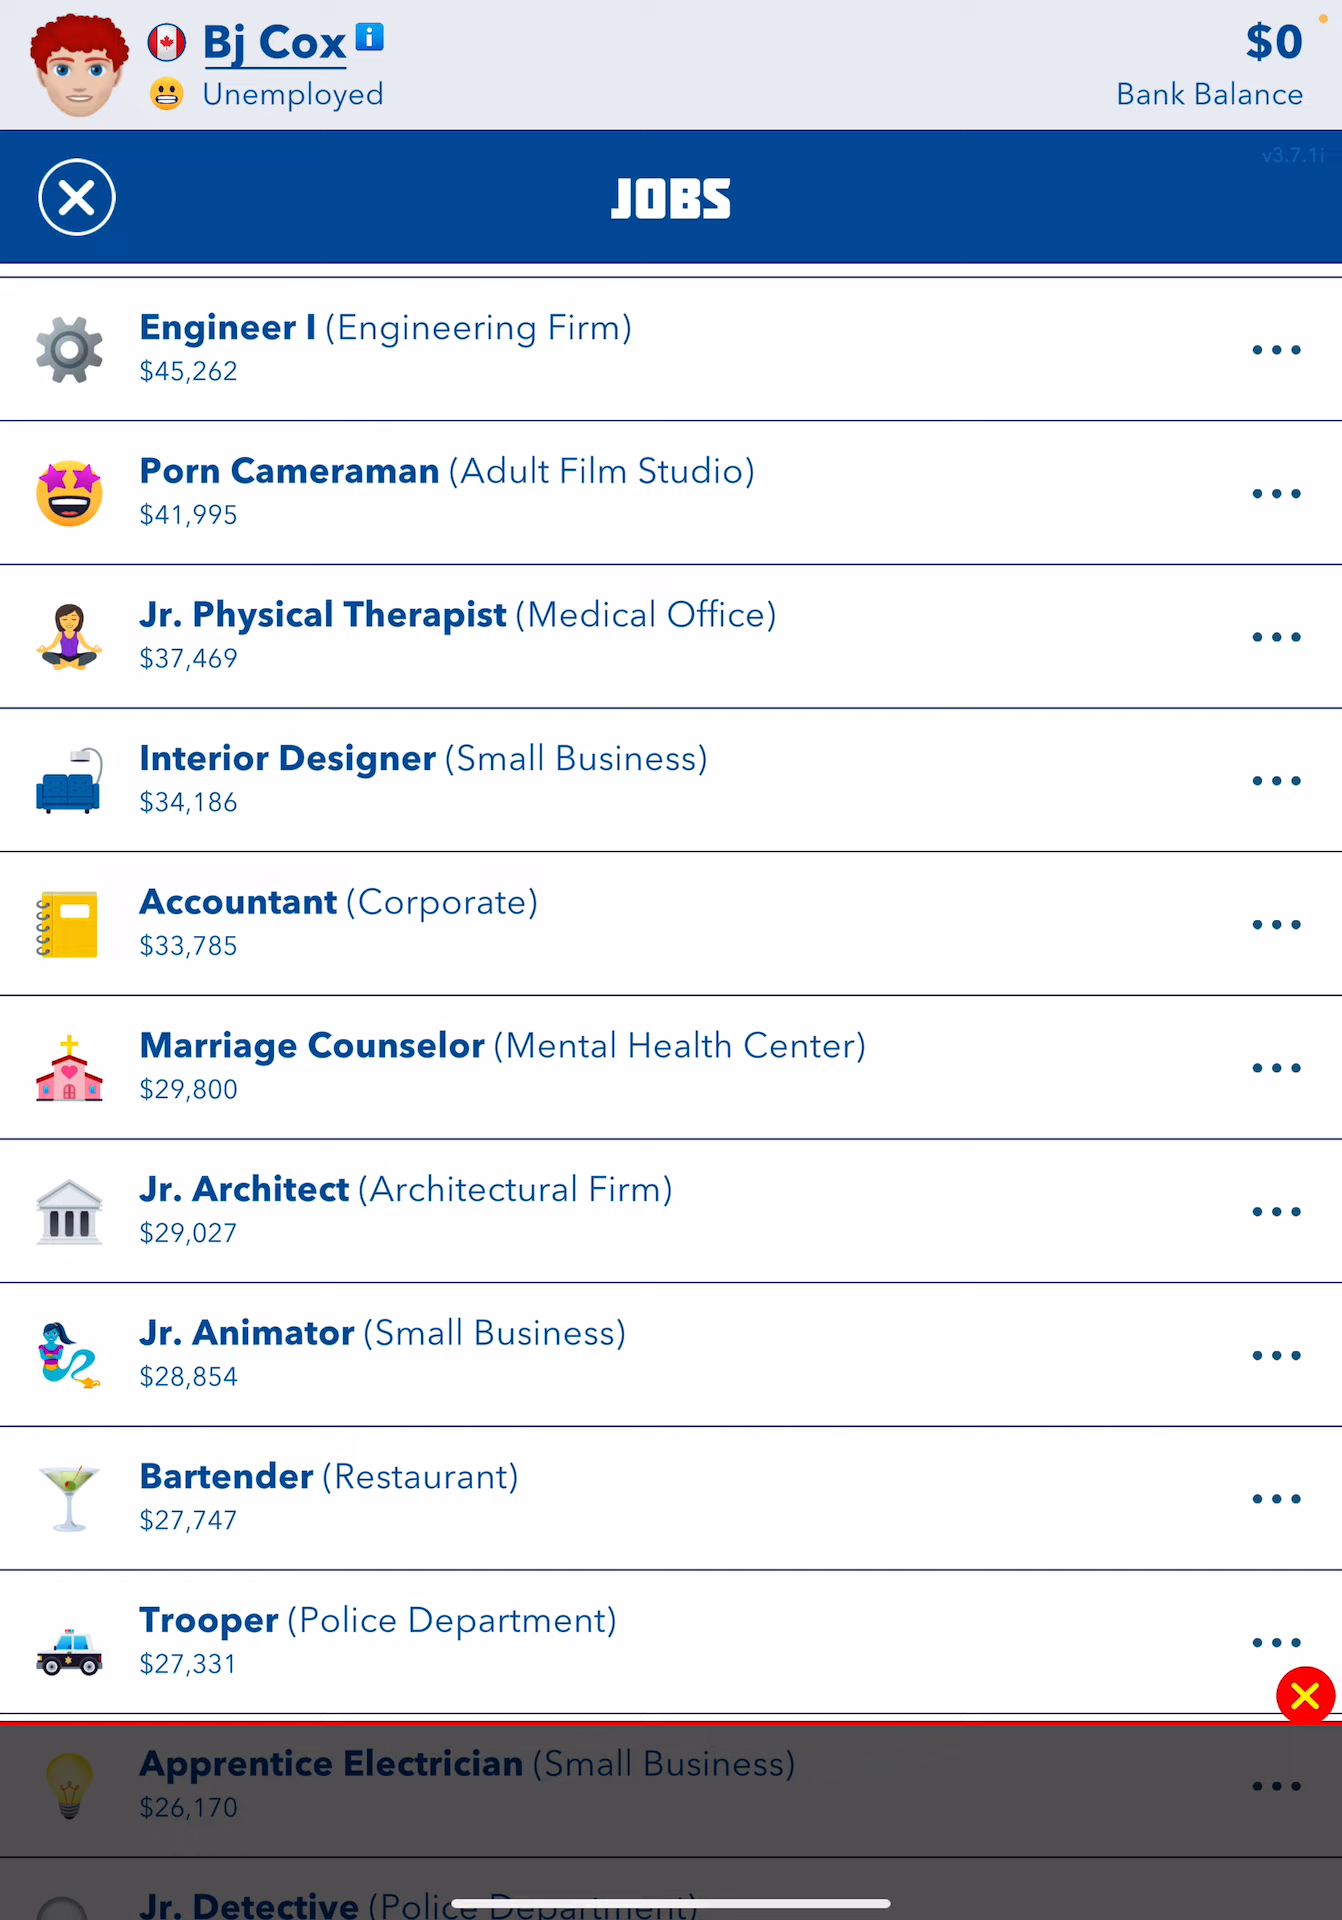 Bj Cox
Unemployed
$0
Bank Balance
v3.7.1i
JOBS
Engineer I (Engineering Firm)
$45,262
Porn Cameraman (Adult Film Studio)
$41,995
Jr. Physical Therapist (Medical Office)
$37,469
Interior Designer (Small Business)
$34,186
Accountant (Corporate)
$33,785
Marriage Counselor (Mental Health Center)
$29,800
Jr. Architect (Architectural Firm)
$29,027
Jr. Animator (Small Business)
$28,854
Bartender (Restaurant)
$27,747
Trooper (Police Department)
$27,331
Apprentice Electrician (Small Business)
$26,170
Jr. Detective (Police Department)